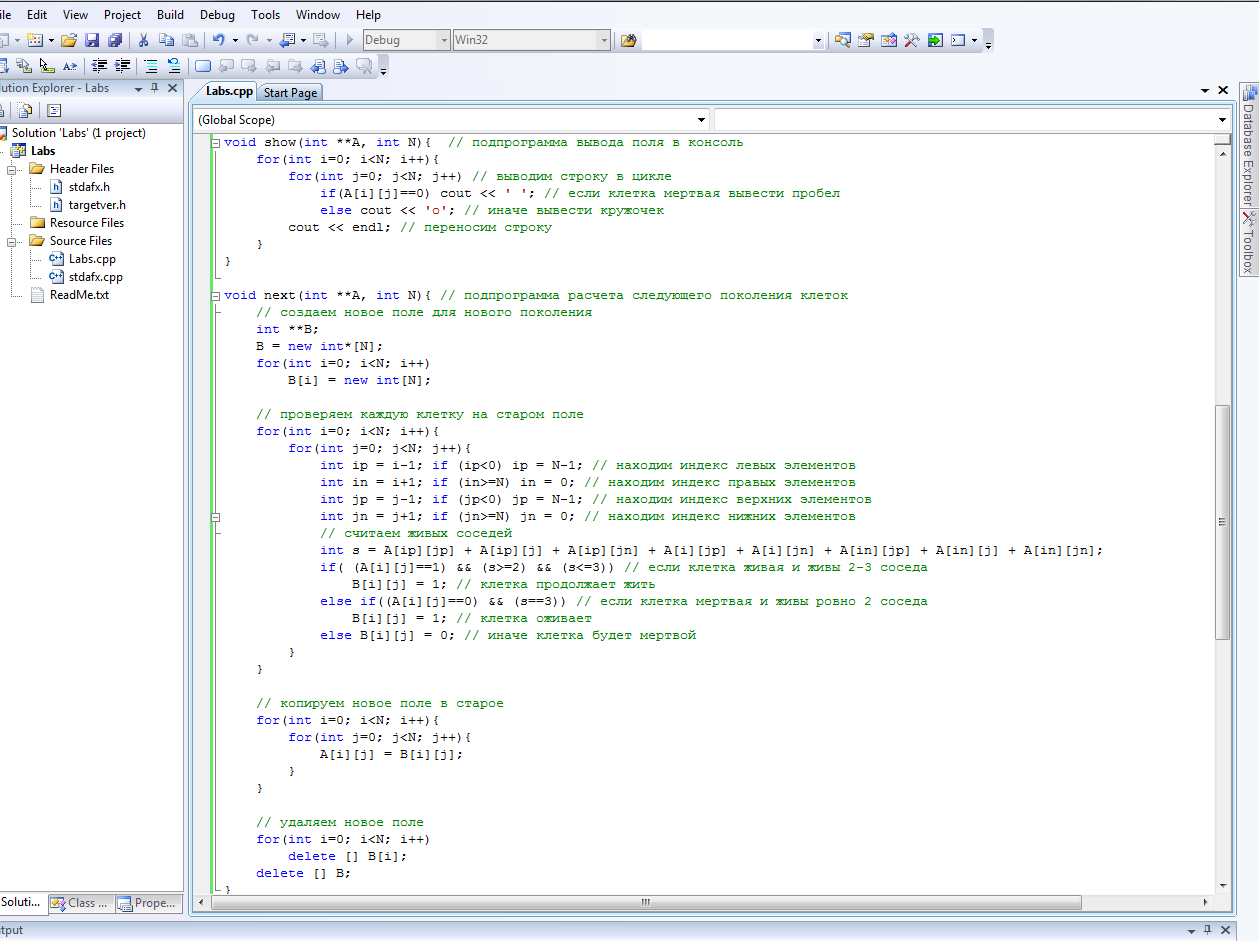 File Edit View Project Build Debug Tools Window Help
Debug Win32
Solution Explorer - Labs
Labs.cpp Start Page
(Global Scope)
Solution 'Labs' (1 project)
Labs
Header Files
stdafx.h
targetver.h
Resource Files
Source Files
Labs.cpp
stdafx.cpp
ReadMe.txt
void show(int **A, int N){  // подпрограмма вывода поля в консоль
    for(int i=0; i<N; i++){
        for(int j=0; j<N; j++) // выводим строку в цикле
            if(A[i][j]==0) cout << ' '; // если клетка мертвая вывести пробел
            else cout << 'o'; // иначе вывести кружочек
        cout << endl; // переносим строку
    }
}
void next(int **A, int N){ // подпрограмма расчета следующего поколения клеток
    // создаем новое поле для нового поколения
    int **B;
    B = new int*[N];
    for(int i=0; i<N; i++)
        B[i] = new int[N];
    // проверяем каждую клетку на старом поле
    for(int i=0; i<N; i++){
        for(int j=0; j<N; j++){
            int ip = i-1; if (ip<0) ip = N-1; // находим индекс левых элементов
            int in = i+1; if (in>=N) in = 0; // находим индекс правых элементов
            int jp = j-1; if (jp<0) jp = N-1; // находим индекс верхних элементов
            int jn = j+1; if (jn>=N) jn = 0; // находим индекс нижних элементов
            // считаем живых соседей
            int s = A[ip][jp] + A[ip][j] + A[ip][jn] + A[i][jp] + A[i][jn] + A[in][jp] + A[in][j] + A[in][jn];
            if( (A[i][j]==1) && (s>=2) && (s<=3)) // если клетка живая и живы 2-3 соседа
                B[i][j] = 1; // клетка продолжает жить
            else if((A[i][j]==0) && (s==3)) // если клетка мертвая и живы ровно 2 соседа
                B[i][j] = 1; // клетка оживает
            else B[i][j] = 0; // иначе клетка будет мертвой
        }
    }
    // копируем новое поле в старое
    for(int i=0; i<N; i++){
        for(int j=0; j<N; j++){
            A[i][j] = B[i][j];
        }
    }
    // удаляем новое поле
    for(int i=0; i<N; i++)
        delete [] B[i];
    delete [] B;
}
Database Explorer
Toolbox
Soluti... Class ... Prope...
tput